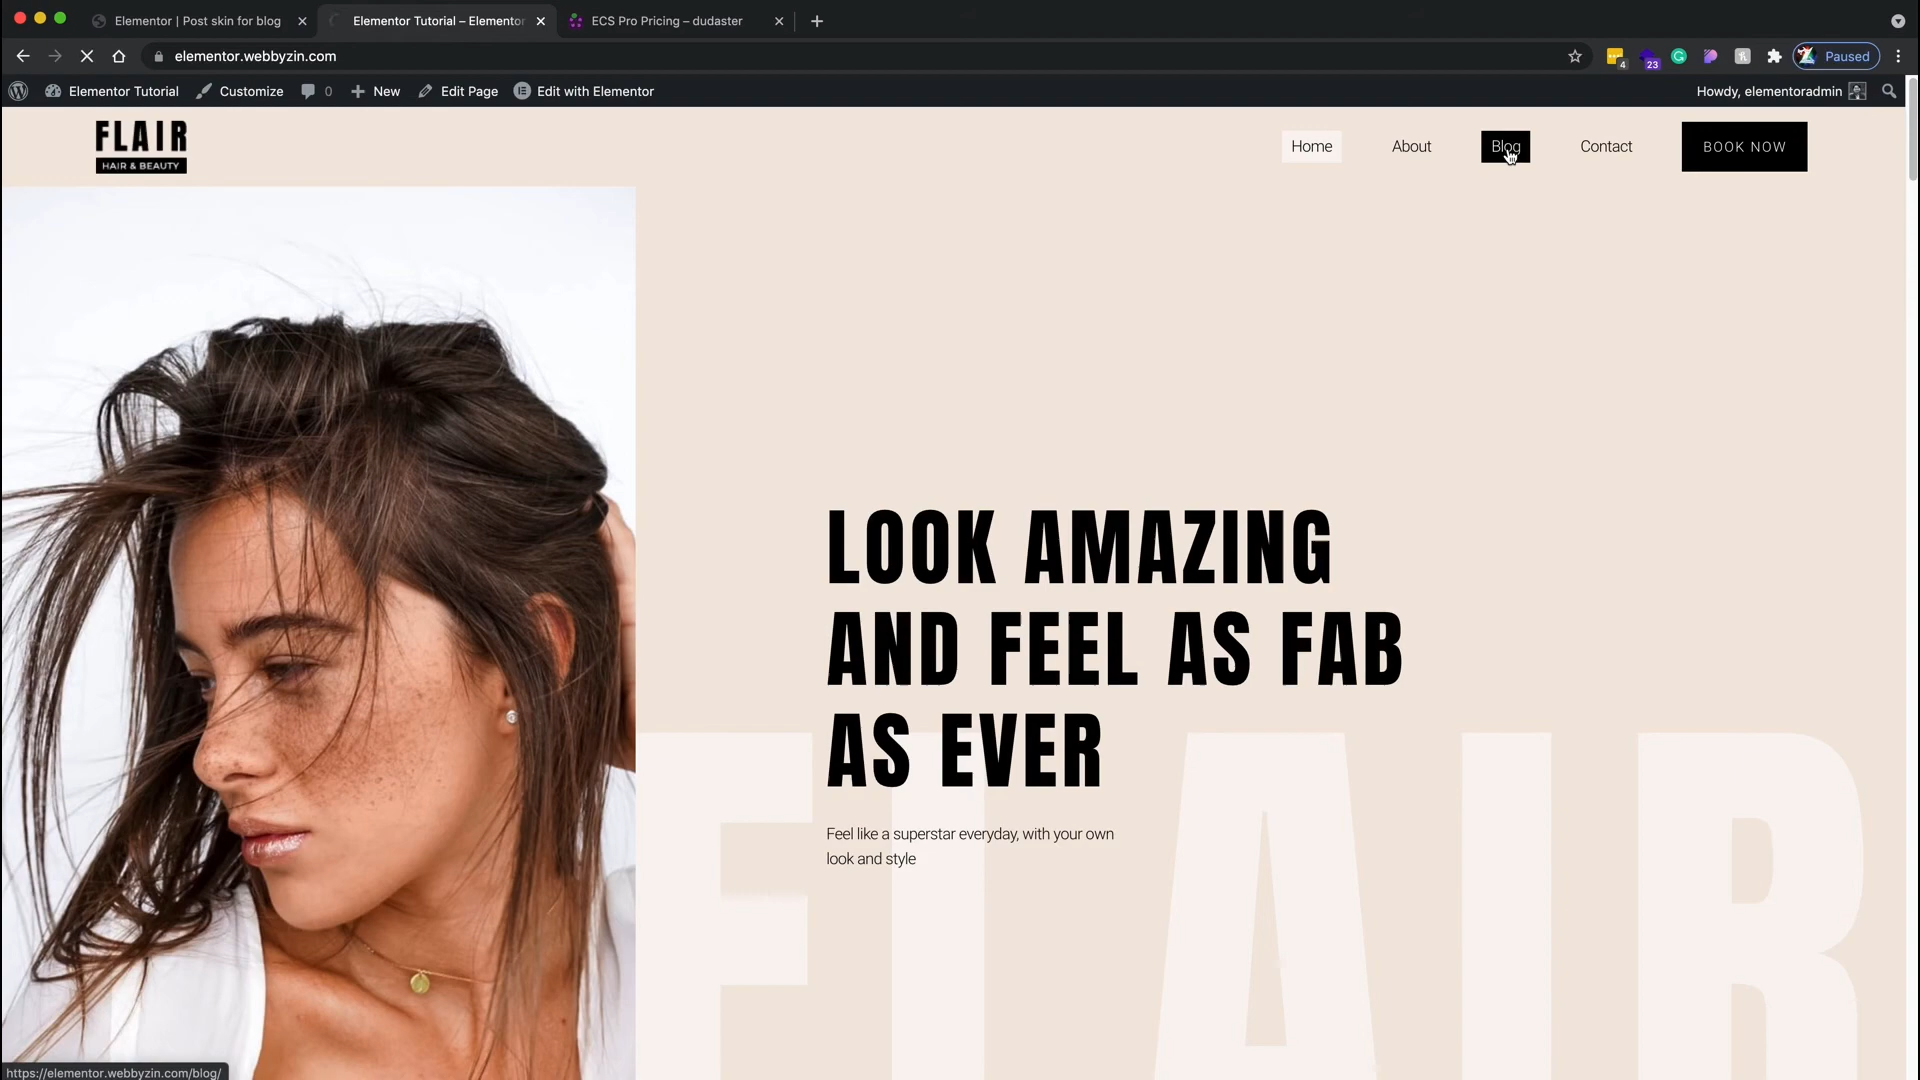 Elementor | Post skin for blog
Elementor Tutorial – Elementor
ECS Pro Pricing – dudaster
elementor.webbyzin.com
4
23
Paused
Elementor Tutorial
Customize
0
New
Edit Page
Edit with Elementor
Howdy, elementoradmin
FLAIR
HAIR & BEAUTY
Home
About
Blog
Contact
BOOK NOW
LOOK AMAZING
AND FEEL AS FAB
AS EVER
Feel like a superstar everyday, with your own
look and style
FLAIR
https://elementor.webbyzin.com/blog/